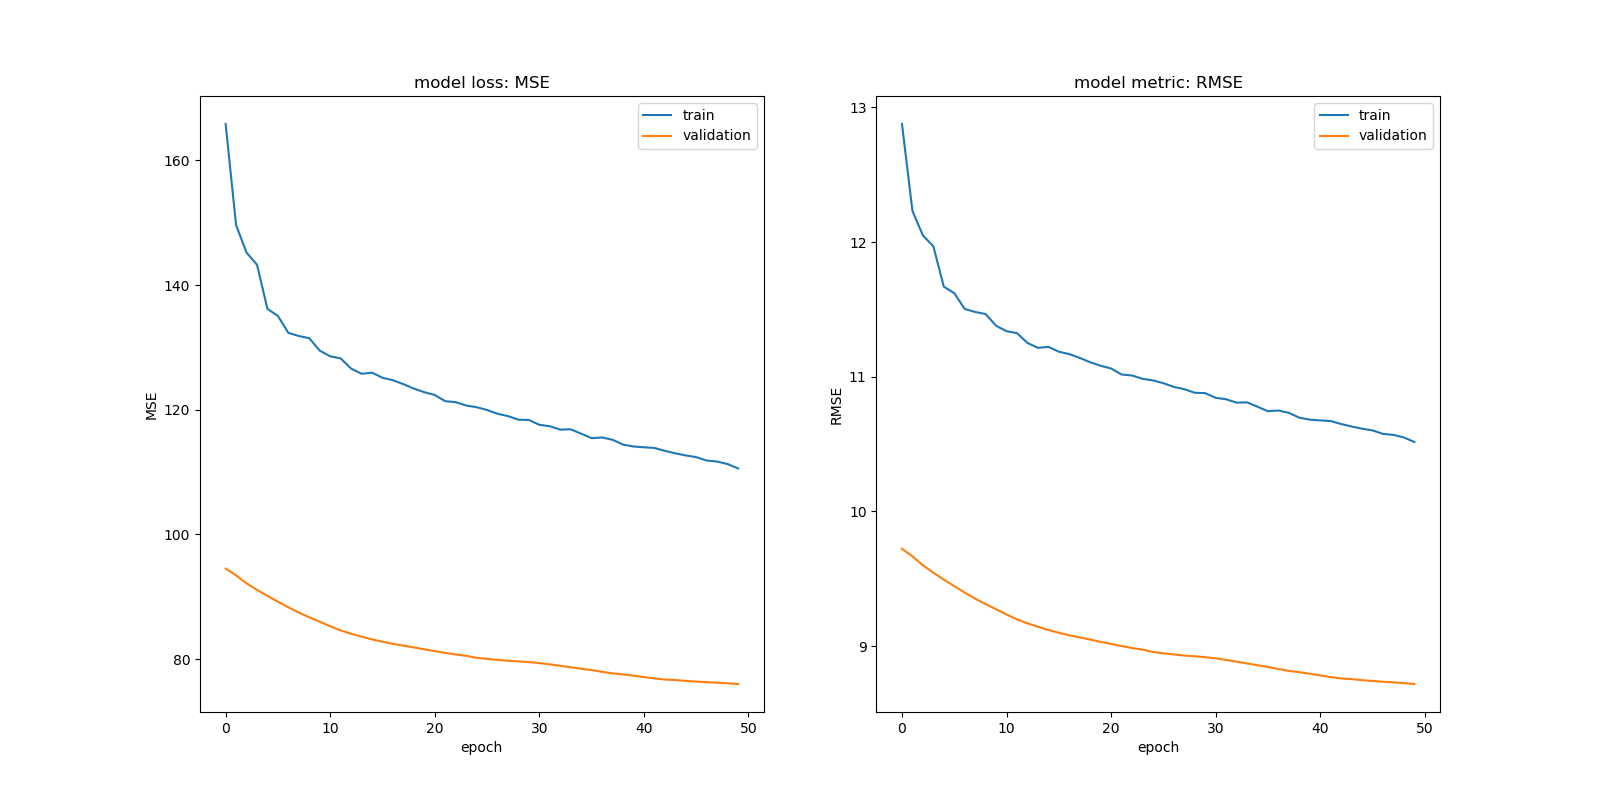 model loss: MSE
train
validation
160
140
120
100
80
MSE
0 10 20 30 40 50
epoch
model metric: RMSE
train
validation
13
12
11
10
9
RMSE
0 10 20 30 40 50
epoch